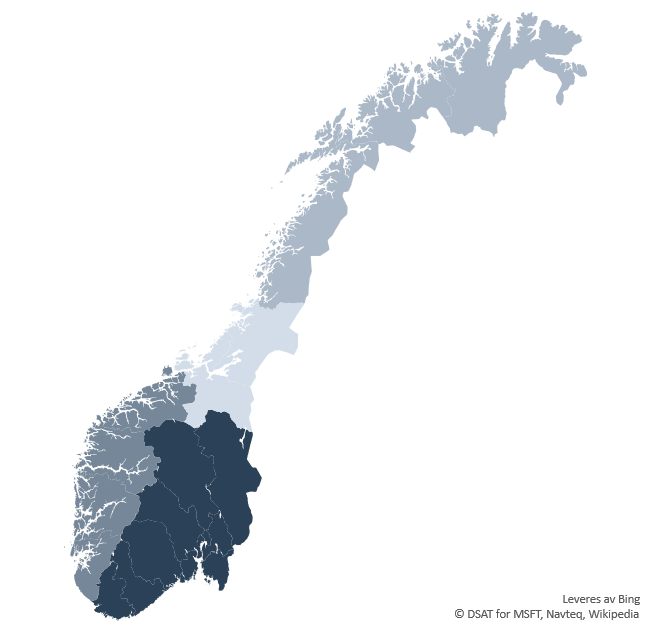 Leveres av Bing
© DSAT for MSFT, Navteq, Wikipedia